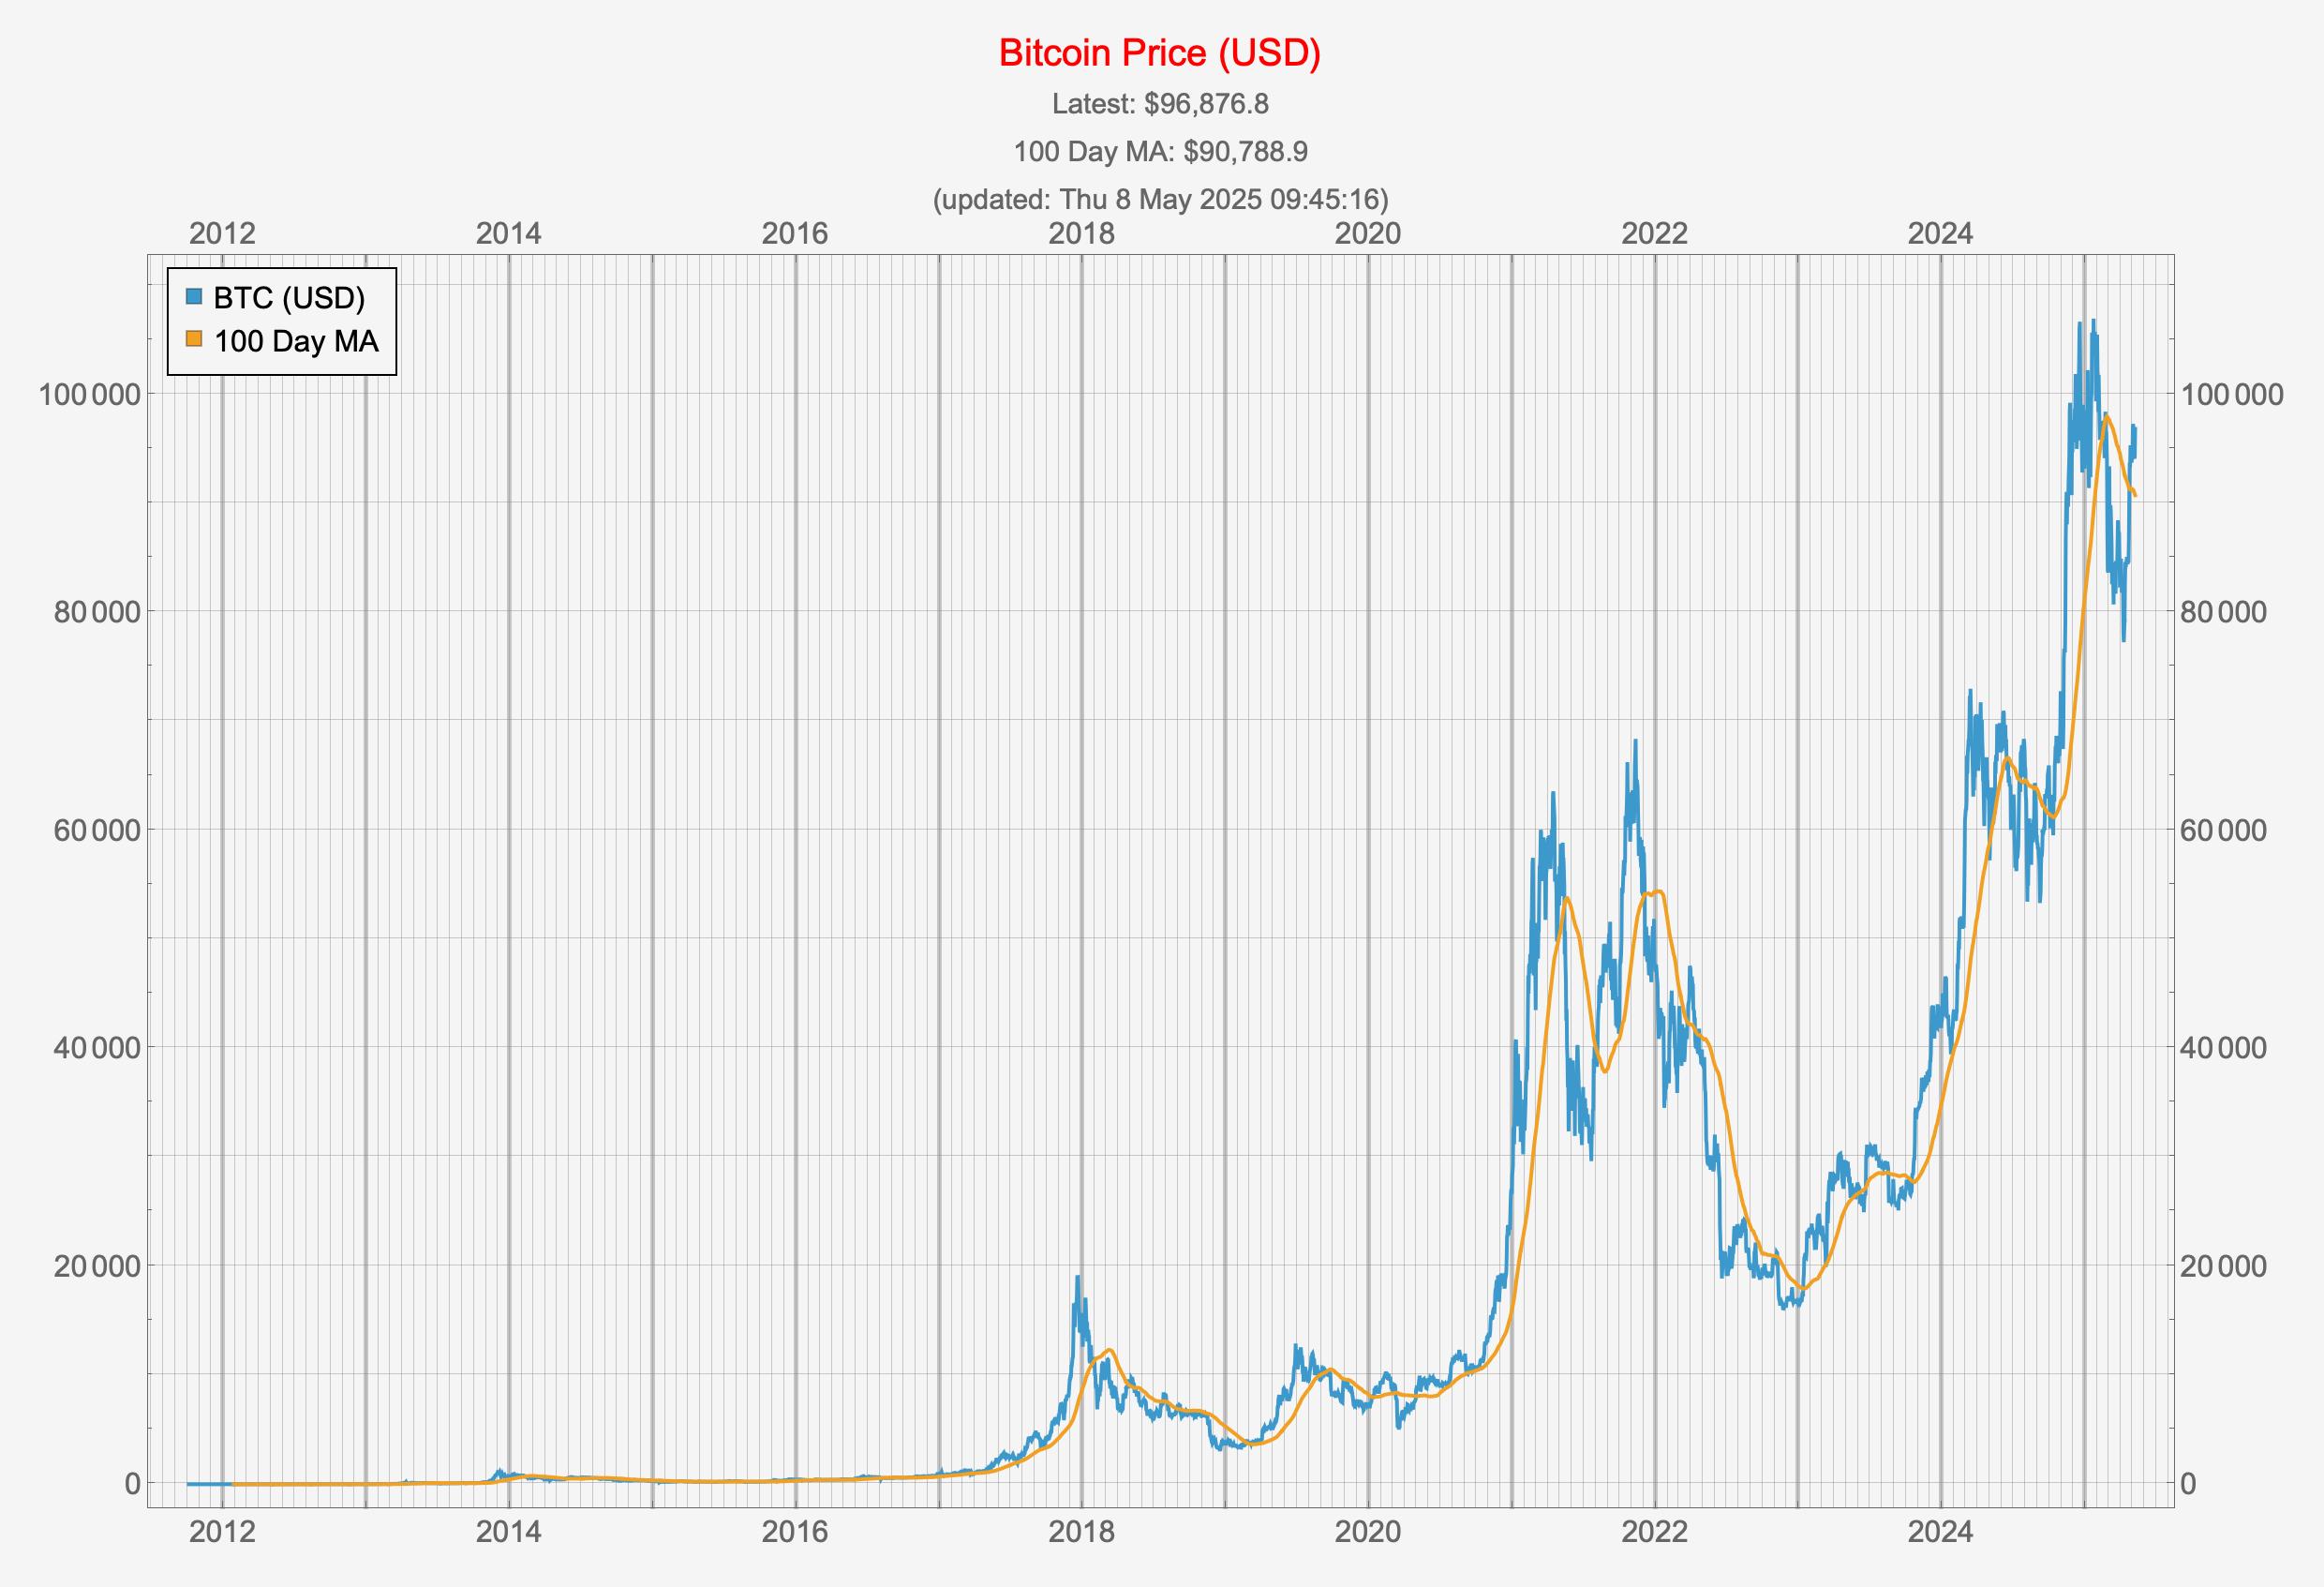 Bitcoin Price (USD)
Latest: $96,876.8
100 Day MA: $90,788.9
(updated: Thu 8 May 2025 09:45:16)
2012 2014 2016 2018 2020 2022 2024
BTC (USD)
100 Day MA
100 000 100 000
80 000 80 000
60 000 60 000
40 000 40 000
20 000 20 000
0 0
2012 2014 2016 2018 2020 2022 2024